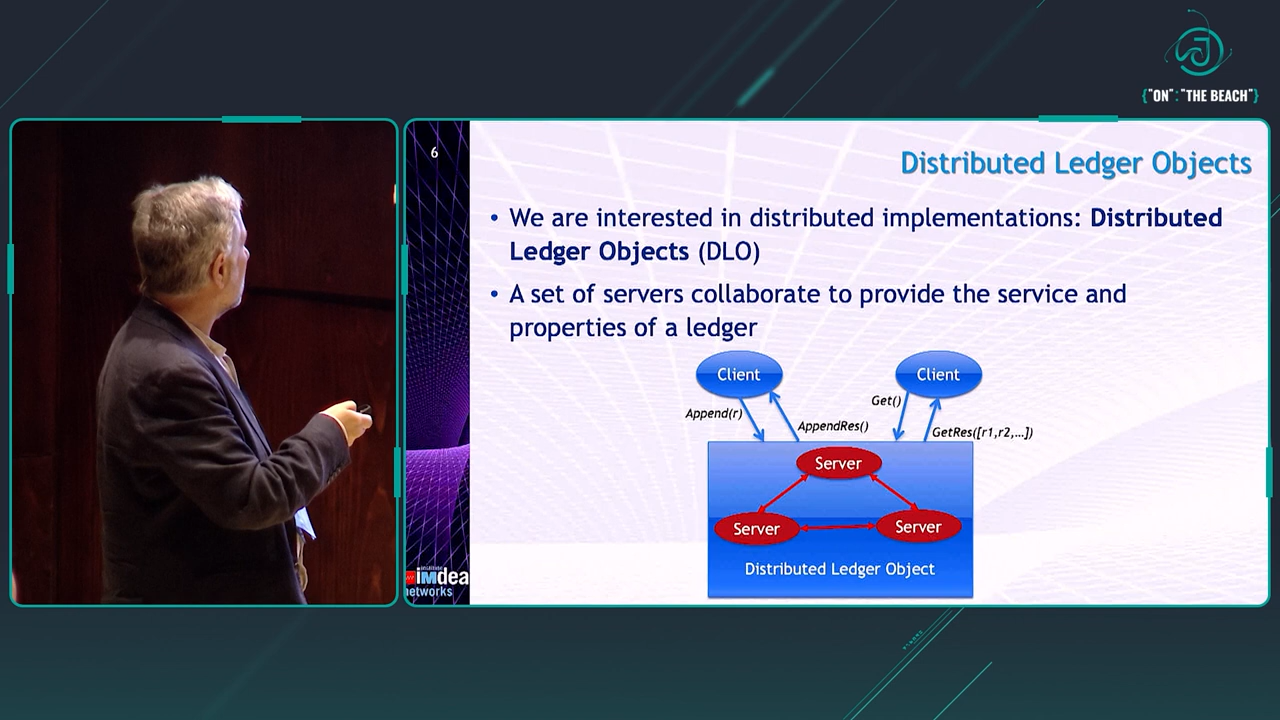 {"ON":"THE BEACH"}
6
Distributed Ledger Objects
• We are interested in distributed implementations: Distributed
Ledger Objects (DLO)
• A set of servers collaborate to provide the service and
properties of a ledger
Client
Client
Append(r)
AppendRes()
Get()
GetRes([r1,r2,...])
Server
Server
Server
Distributed Ledger Object
institute
imdea
networks